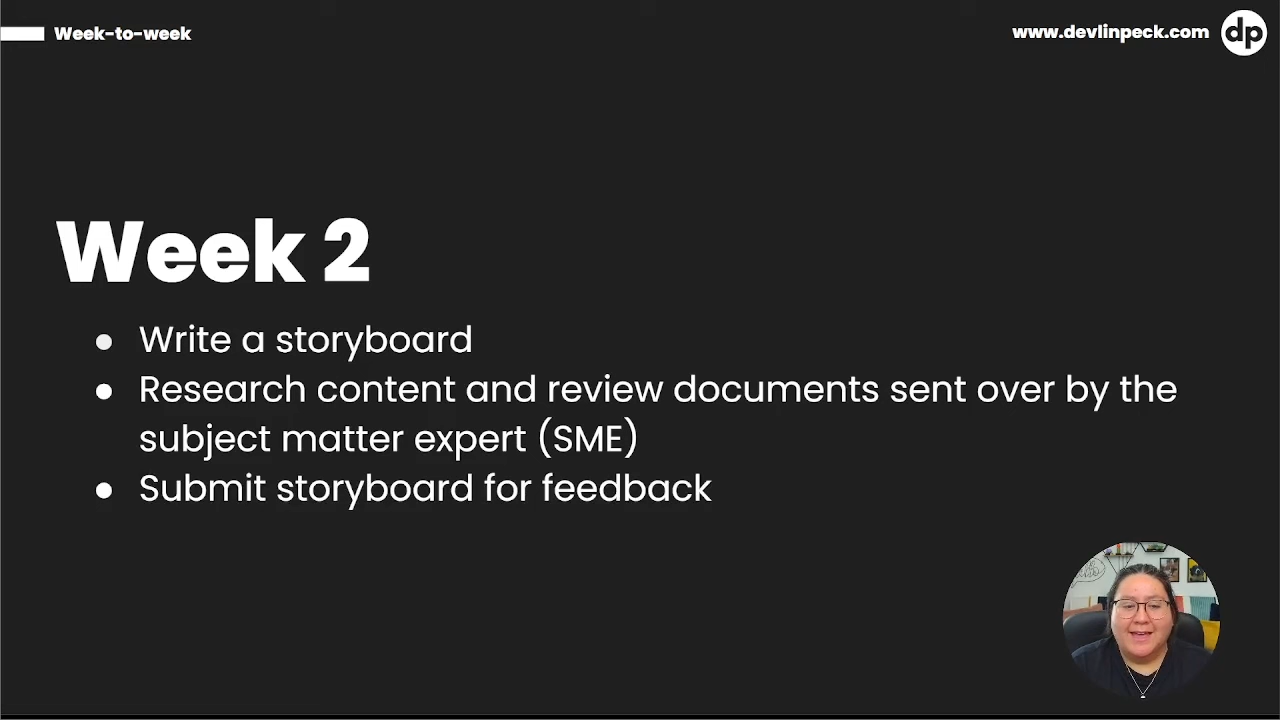 Week-to-week
www.devlinpeck.com dp
Week 2
● Write a storyboard
● Research content and review documents sent over by the
subject matter expert (SME)
● Submit storyboard for feedback